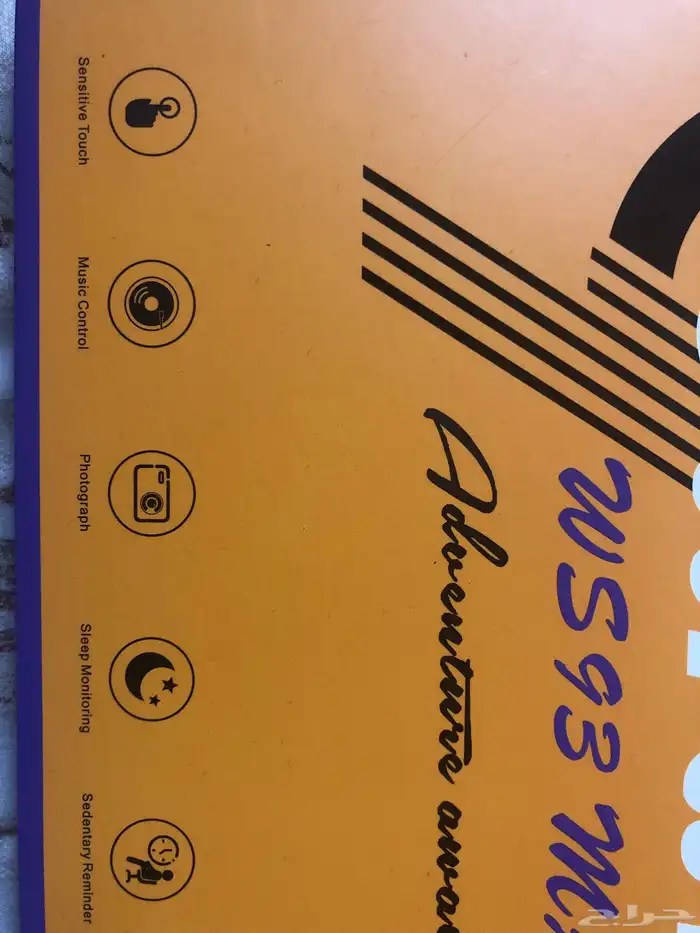 WS93 M
Adventure awa
Sensitive Touch
Music Control
Photograph
Sleep Monitoring
Sedentary Reminder
حراج